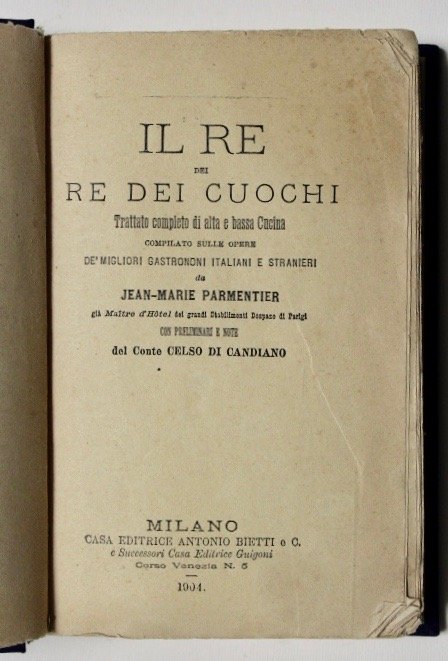 IL RE
DEI
RE DEI CUOCHI
Trattato completo di alta e bassa Cucina
COMPILATO SULLE OPERE
DE' MIGLIORI GASTRONONI ITALIANI E STRANIERI
da
JEAN-MARIE PARMENTIER
già Maître d'Hôtel dei grandi Stabilimenti Doupaze di Parigi
CON PRELIMINARI E NOTE
del Conte CELSO DI CANDIANO
MILANO
CASA EDITRICE ANTONIO BIETTI e C.
e Successori Casa Editrice Guigoni
Corso Venezia N. 5
1904.